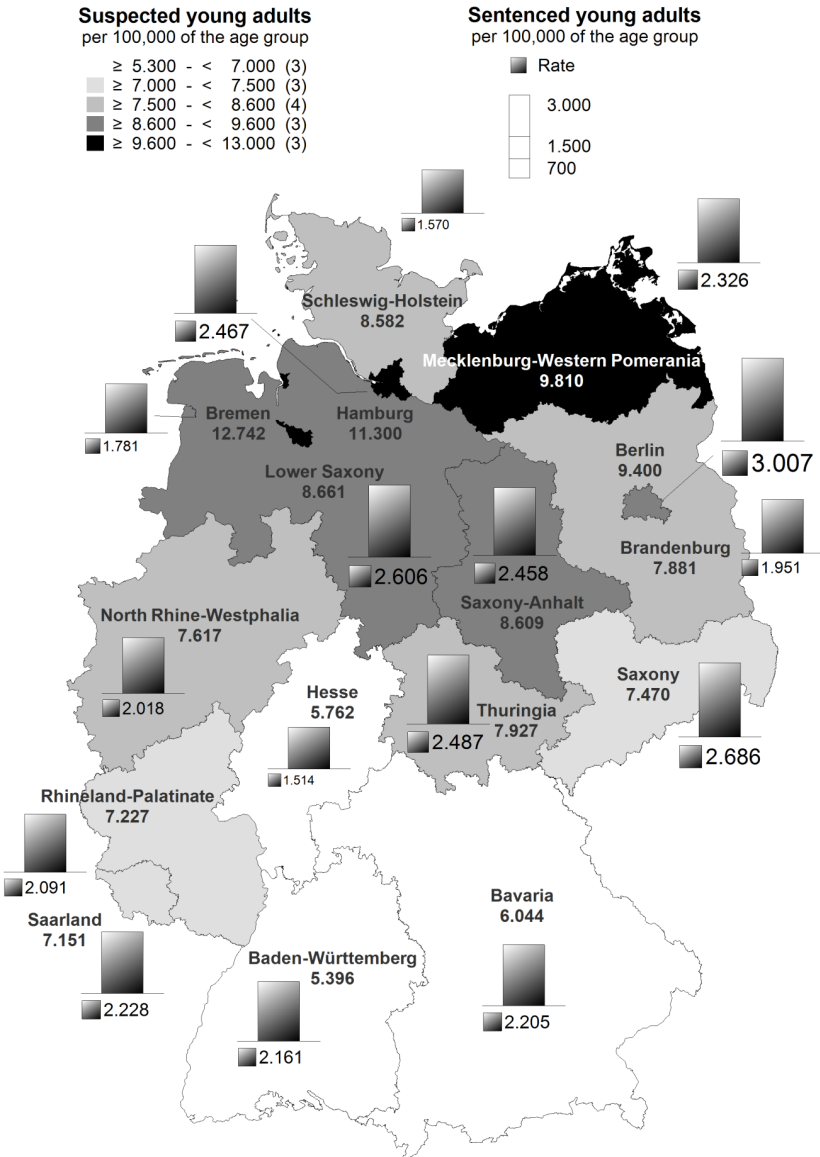 Suspected young adults
per 100,000 of the age group
≥ 5.300 - < 7.000 (3)
≥ 7.000 - < 7.500 (3)
≥ 7.500 - < 8.600 (4)
≥ 8.600 - < 9.600 (3)
≥ 9.600 - < 13.000 (3)
Sentenced young adults
per 100,000 of the age group
Rate
3.000
1.500
700
1.570
2.326
2.467
Schleswig-Holstein
8.582
Mecklenburg-Western Pomerania
9.810
1.781
Bremen
12.742
Hamburg
11.300
Berlin
9.400
3.007
Lower Saxony
8.661
2.606
2.458
Brandenburg
7.881
1.951
Saxony-Anhalt
8.609
North Rhine-Westphalia
7.617
2.018
Hesse
5.762
1.514
Thuringia
7.927
2.487
Saxony
7.470
2.686
Rhineland-Palatinate
7.227
2.091
Saarland
7.151
2.228
Baden-Württemberg
5.396
2.161
Bavaria
6.044
2.205